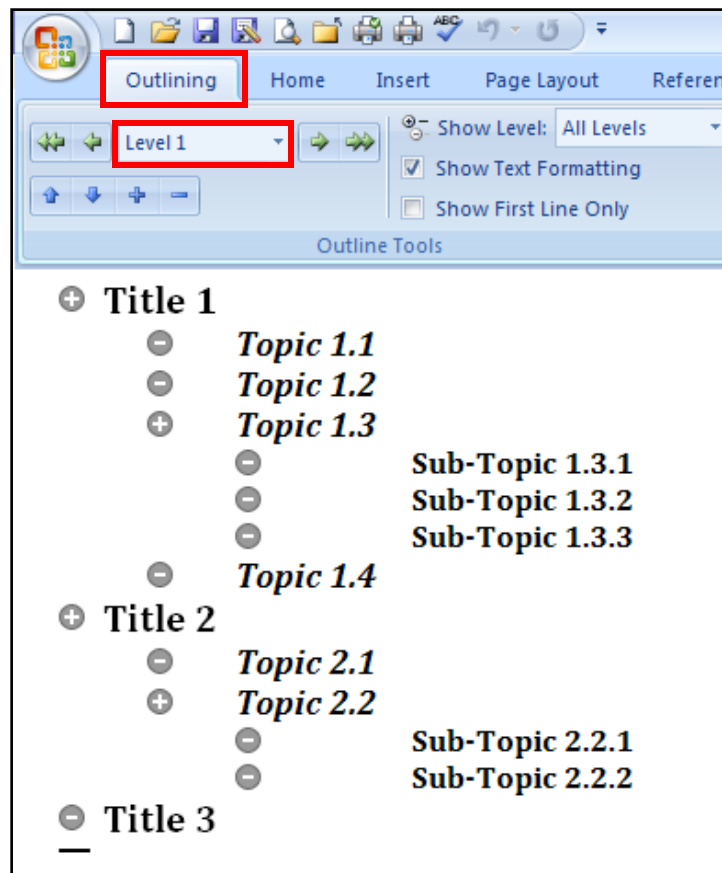 ABC
Outlining Home Insert Page Layout Referen
Level 1 Show Level: All Levels
Show Text Formatting
Show First Line Only
Outline Tools
Title 1
Topic 1.1
Topic 1.2
Topic 1.3
Sub-Topic 1.3.1
Sub-Topic 1.3.2
Sub-Topic 1.3.3
Topic 1.4
Title 2
Topic 2.1
Topic 2.2
Sub-Topic 2.2.1
Sub-Topic 2.2.2
Title 3